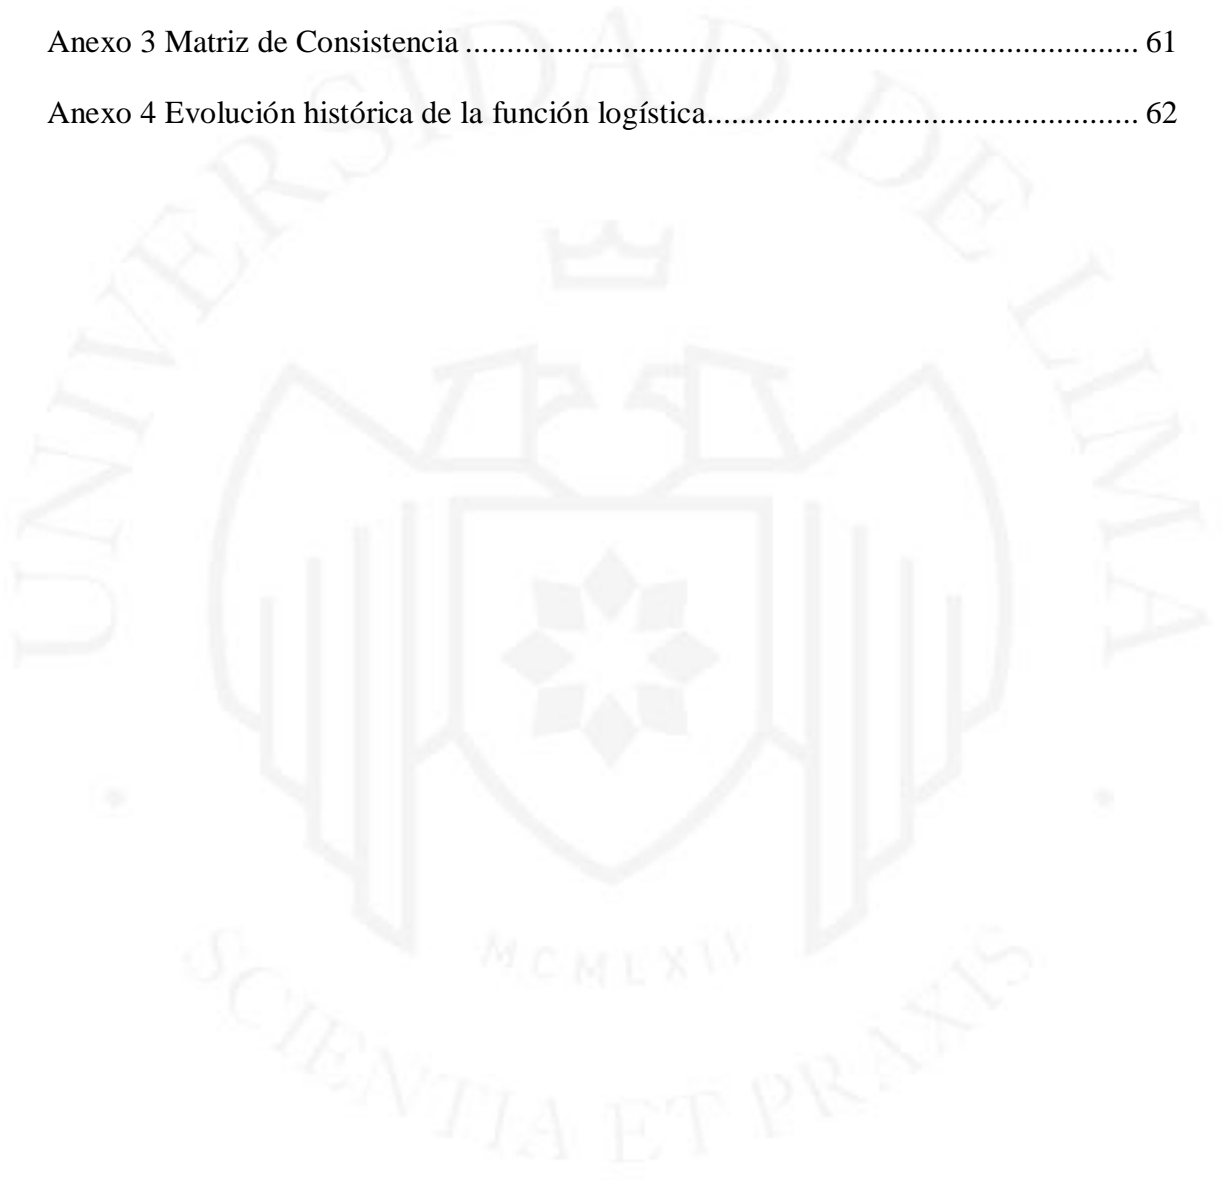 Anexo 3 Matriz de Consistencia ................................................................................. 61
Anexo 4 Evolución histórica de la función logística.................................................... 62
UNIVERSIDAD DE LIMA
MCMLXII
SCIENTIA ET PRAXIS